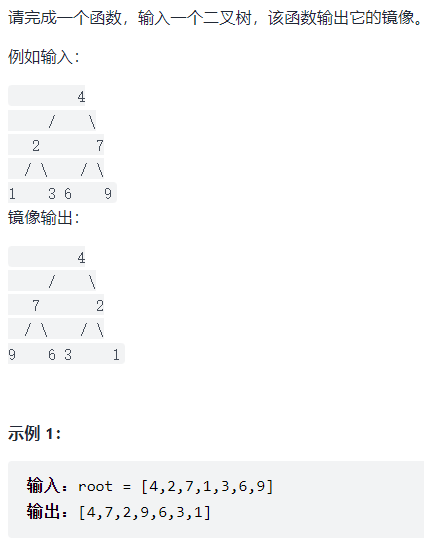 请完成一个函数，输入一个二叉树，该函数输出它的镜像。
例如输入：
4
/ \
2 7
/ \ / \
1 3 6 9
镜像输出：
4
/ \
7 2
/ \ / \
9 6 3 1
示例 1：
输入：root = [4,2,7,1,3,6,9]
输出：[4,7,2,9,6,3,1]